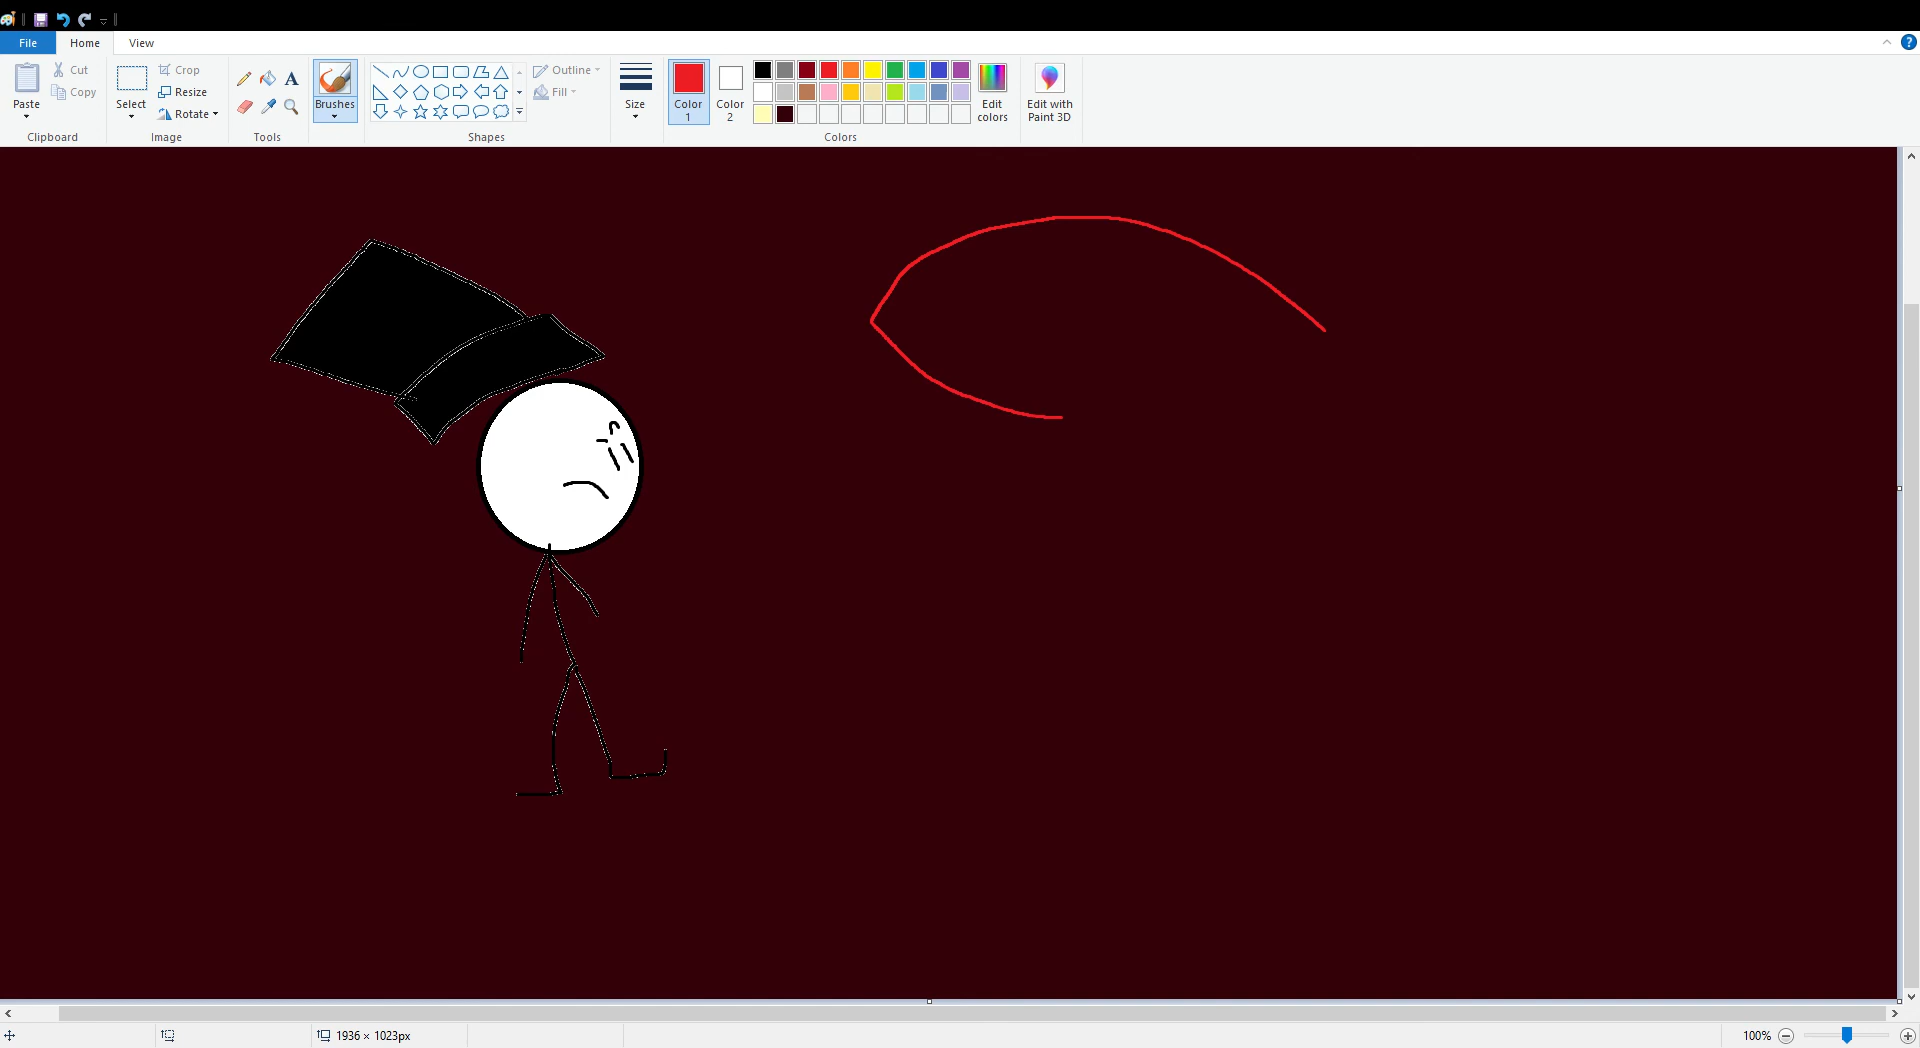 File Home View
Paste
Cut
Copy
Clipboard
Select
Crop
Resize
Rotate
Image
A
Tools
Brushes
Outline
Fill
Shapes
Size
Color
1
Color
2
Edit
colors
Colors
Edit with
Paint 3D
?
1936 × 1023px
100%